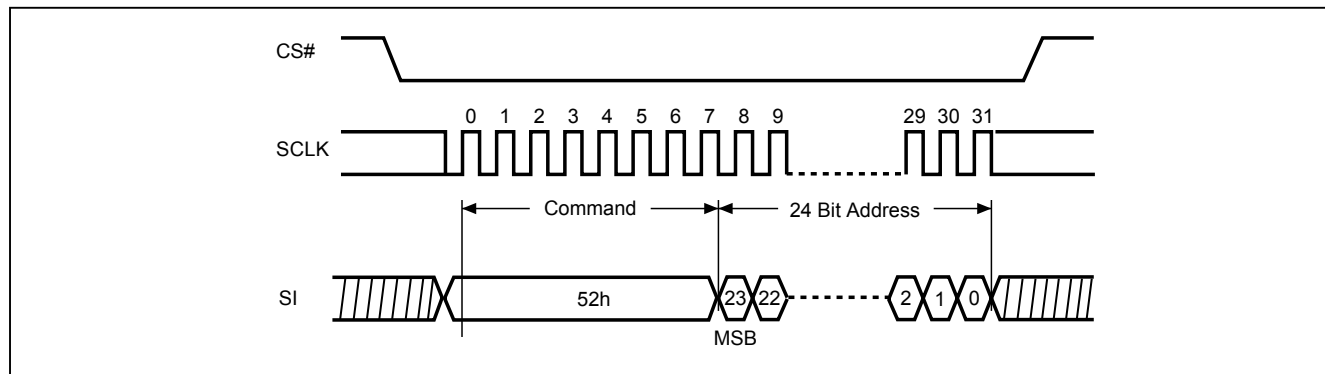 CS#
0 1 2 3 4 5 6 7 8 9 29 30 31
SCLK
Command 24 Bit Address
SI 52h 23 22 2 1 0
MSB